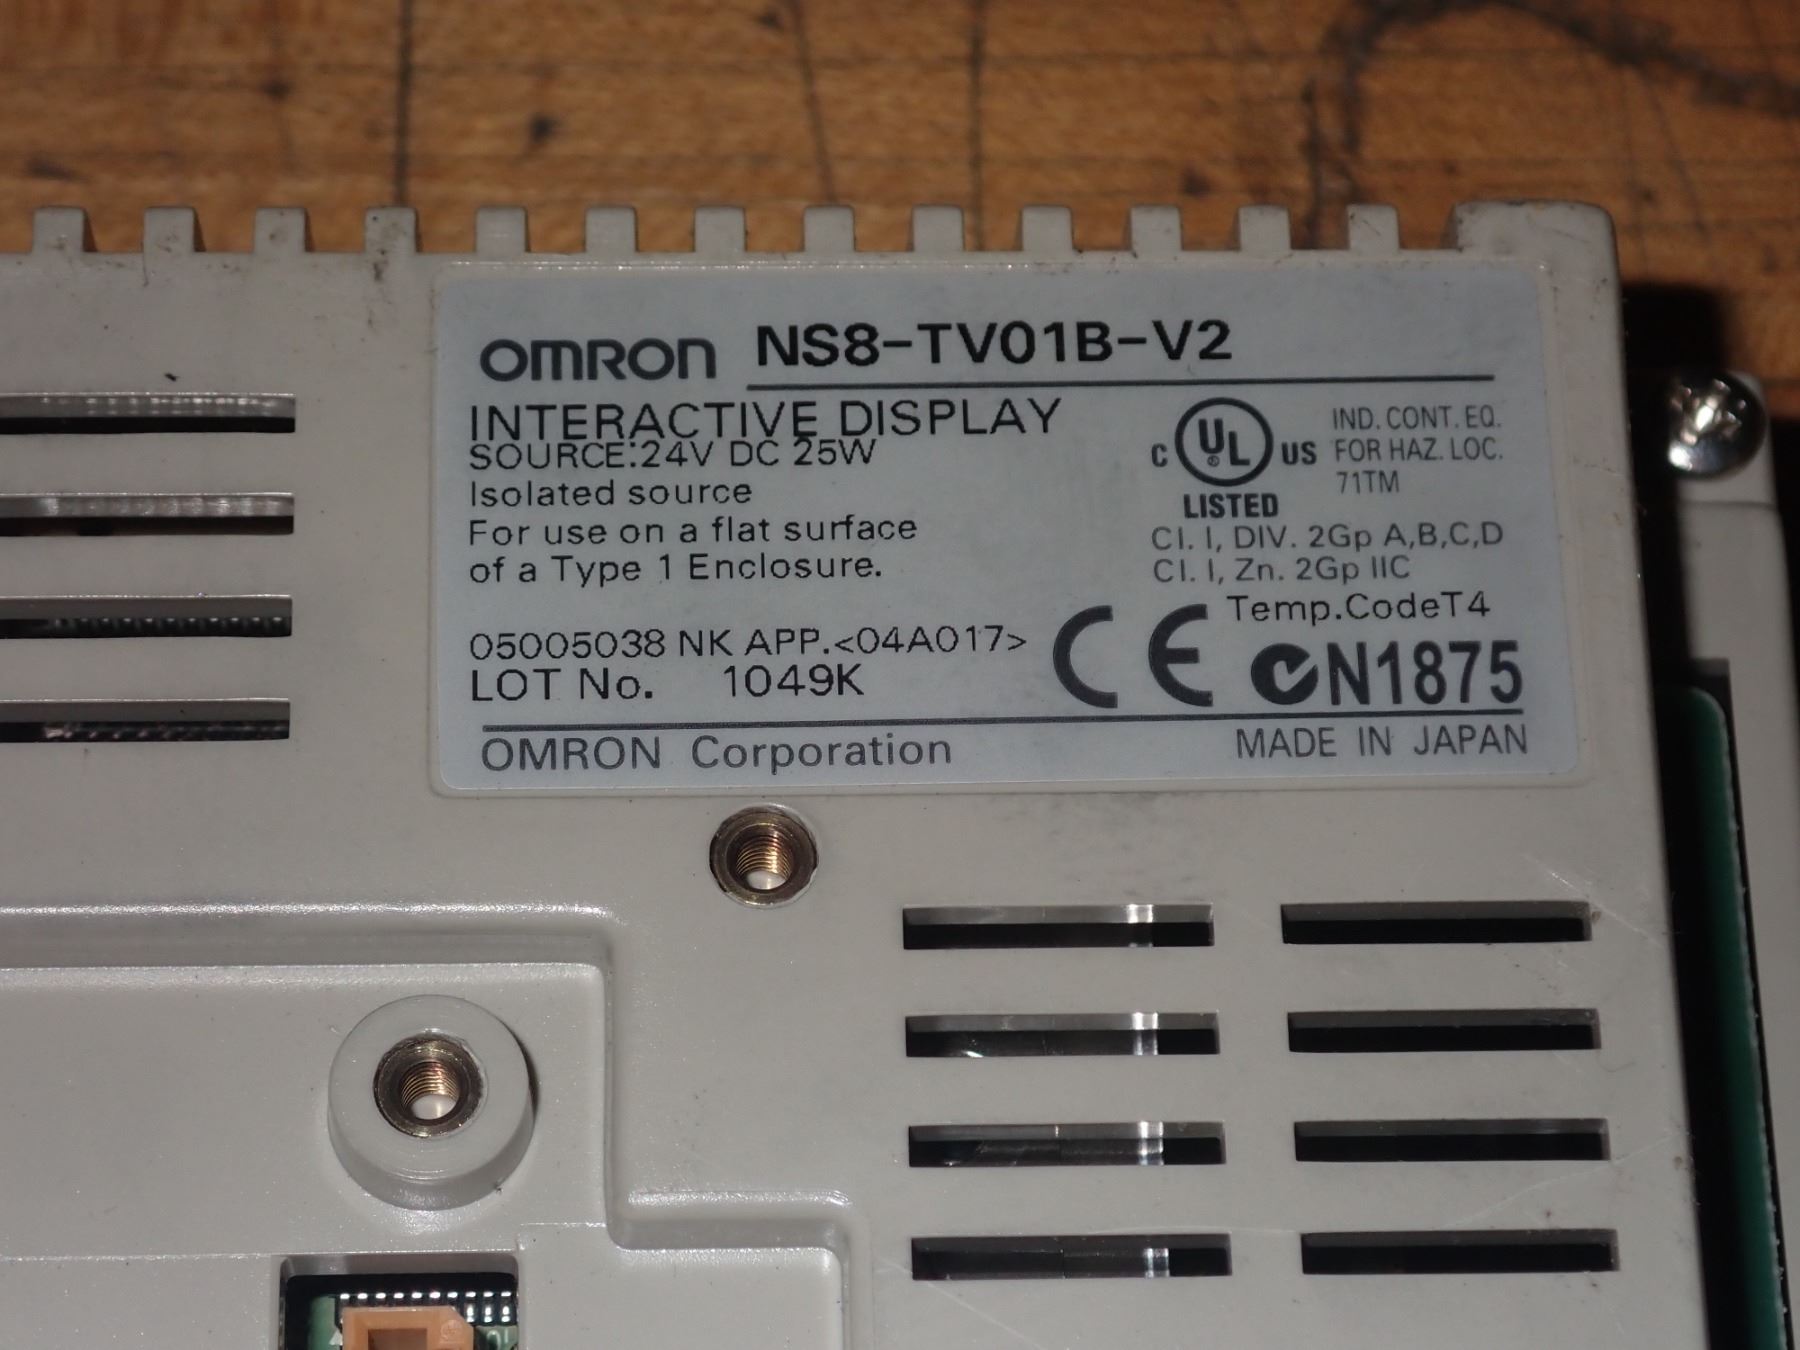 OMRON NS8-TV01B-V2
INTERACTIVE DISPLAY
SOURCE:24V DC 25W
Isolated source
For use on a flat surface
of a Type 1 Enclosure.
05005038 NK APP.<04A017>
LOT No. 1049K
C UL US
®
LISTED
IND. CONT. EQ.
FOR HAZ. LOC.
71TM
Cl. I, DIV. 2Gp A,B,C,D
Cl. I, Zn. 2Gp IIC
Temp.CodeT4
CE N1875
OMRON Corporation
MADE IN JAPAN